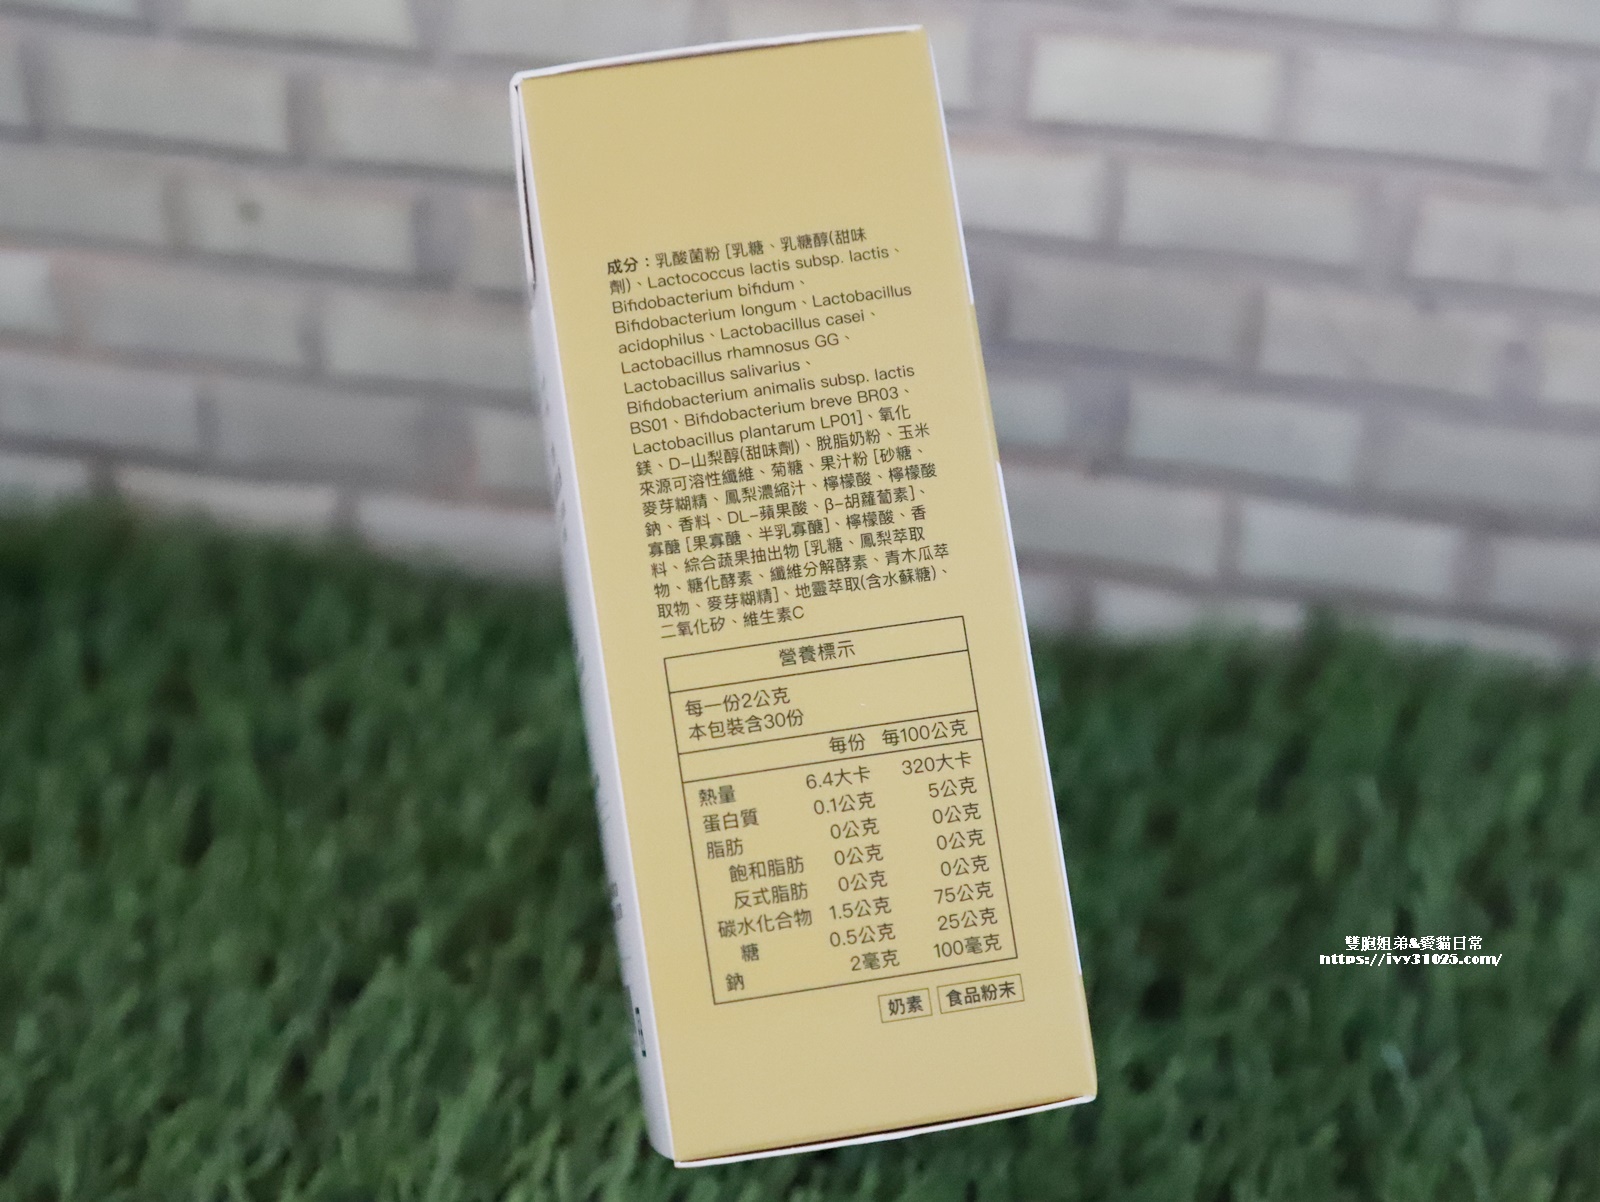 成分：乳酸菌粉 [乳糖、乳糖醇(甜味
劑)、Lactococcus lactis subsp. lactis、
Bifidobacterium bifidum、
Bifidobacterium longum、Lactobacillus
acidophilus、Lactobacillus casei、
Lactobacillus rhamnosus GG、
Lactobacillus salivarius、
Bifidobacterium animalis subsp. lactis
BS01、Bifidobacterium breve BR03、
Lactobacillus plantarum LP01]、氧化
鎂、D-山梨醇(甜味劑)、脫脂奶粉、玉米
來源可溶性纖維、菊糖、果汁粉 [砂糖、
麥芽糊精、鳳梨濃縮汁、檸檬酸、檸檬酸
鈉、香料、DL-蘋果酸、β-胡蘿蔔素]、
寡醣 [果寡醣、半乳寡醣]、檸檬酸、香
料、綜合蔬果抽出物 [乳糖、鳳梨萃取
物、糖化酵素、纖維分解酵素、青木瓜萃
取物、麥芽糊精]、地靈萃取(含水蘇糖)、
二氧化矽、維生素C
營養標示
每一份2公克
本包裝含30份
每份 每100公克
熱量 6.4大卡 320大卡
蛋白質 0.1公克 5公克
脂肪 0公克 0公克
飽和脂肪 0公克 0公克
反式脂肪 0公克 0公克
碳水化合物 1.5公克 75公克
糖 0.5公克 25公克
鈉 2毫克 100毫克
奶素 食品粉末
雙胞姐弟&愛貓日常
https://ivy31025.com/